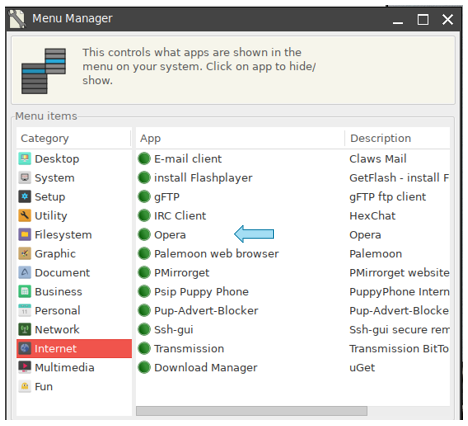 Menu Manager
This controls what apps are shown in the
menu on your system. Click on app to hide/
show.
Menu items
Category App Description
Desktop E-mail client Claws Mail
System install Flashplayer GetFlash - install F
Setup gFTP gFTP ftp client
Utility IRC Client HexChat
Filesystem Opera Opera
Graphic Palemoon web browser Palemoon
Document PMirrorget PMirrorget website
Business Psip Puppy Phone PuppyPhone Intern
Personal Pup-Advert-Blocker Pup-Advert-Blocke
Network Ssh-gui Ssh-gui secure rem
Internet Transmission Transmission BitTo
Multimedia Download Manager uGet
Fun